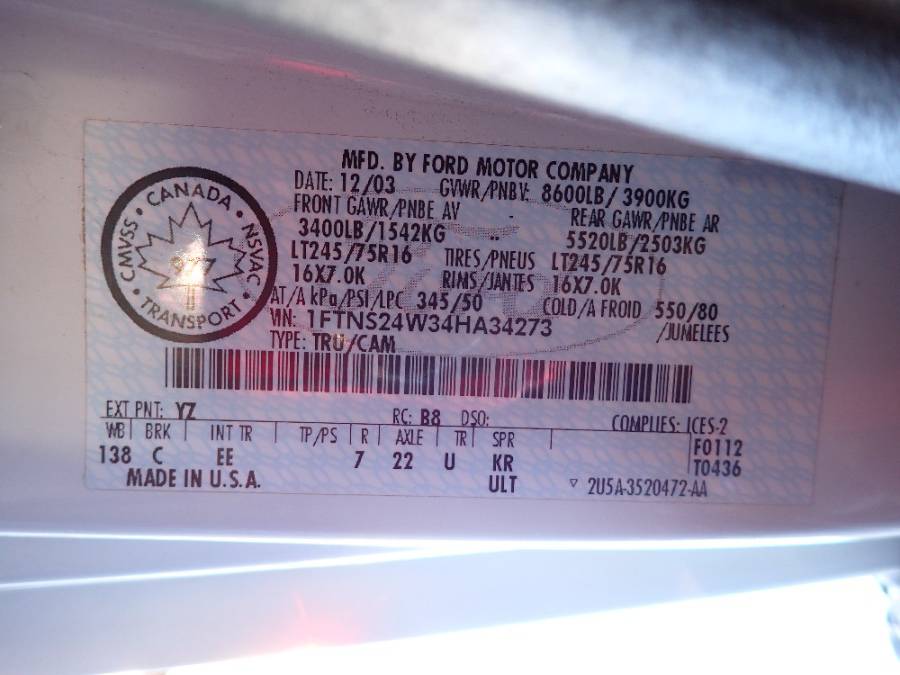 MFD. BY FORD MOTOR COMPANY
DATE: 12/03 GVWR/PNBV: 8600LB/3900KG
FRONT GAWR/PNBE AV REAR GAWR/PNBE AR
3400LB/1542KG 5520LB/2503KG
LT245/75R16 TIRES/PNEUS LT245/75R16
16X7.0K RIMS/JANTES 16X7.0K
AT/A kPa/PSI/LPC 345/50 COLD/A FROID 550/80
VIN: 1FTNS24W34HA34273 /JUMELEES
TYPE: TRU/CAM
CANADA
CMVSS · NSVAC
TRANSPORT
EXT PNT: YZ RC: B8 DSO: COMPLIES: ICES-2
WB BRK INT TR TP/PS R AXLE TR SPR F0112
138 C EE 7 22 U KR T0436
MADE IN U.S.A. ULT ▽ 2U5A-3520472-AA